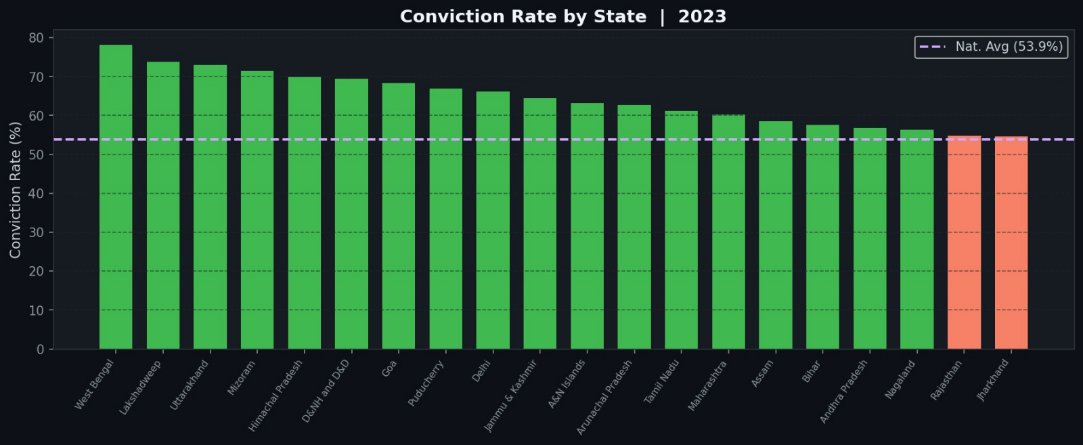 Conviction Rate by State | 2023
Nat. Avg (53.9%)
Conviction Rate (%)
80
70
60
50
40
30
20
10
0
West Bengal
Lakshadweep
Uttarakhand
Mizoram
Himachal Pradesh
D&NH and D&D
Goa
Puducherry
Delhi
Jammu & Kashmir
A&N Islands
Arunachal Pradesh
Tamil Nadu
Maharashtra
Assam
Bihar
Andhra Pradesh
Nagaland
Rajasthan
Jharkhand